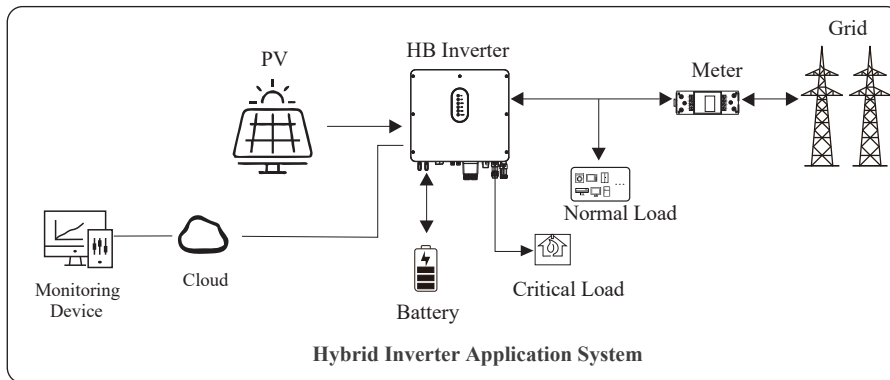 Grid
PV
HB Inverter
Meter
Normal Load
Cloud
Monitoring
Device
Critical Load
Battery
Hybrid Inverter Application System